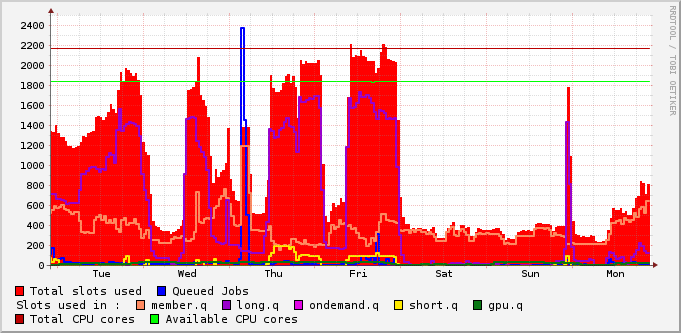 2400
2200
2000
1800
1600
1400
1200
1000
800
600
400
200
0
Tue Wed Thu Fri Sat Sun Mon
RRDTOOL / TOBI OETIKER
Total slots used Queued Jobs
Slots used in : member.q long.q ondemand.q short.q gpu.q
Total CPU cores Available CPU cores